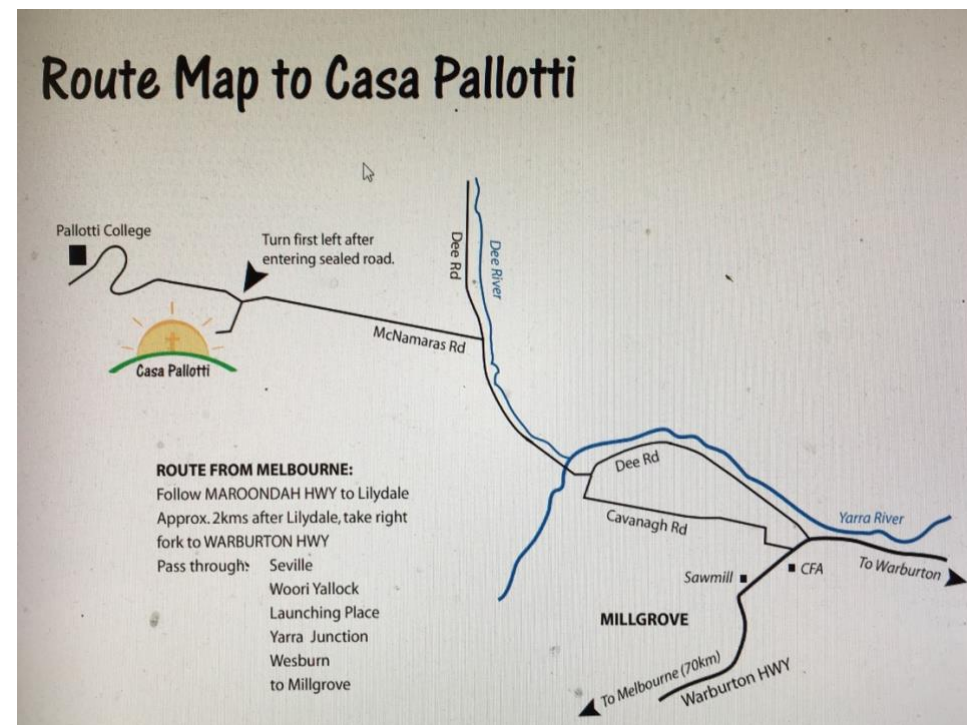 Route Map to Casa Pallotti
Pallotti College
Turn first left after
entering sealed road.
Dee Rd
Dee River
McNamaras Rd
Casa Pallotti
ROUTE FROM MELBOURNE:
Follow MAROONDAH HWY to Lilydale
Approx. 2kms after Lilydale, take right
fork to WARBURTON HWY
Pass through: Seville
Woori Yallock
Launching Place
Yarra Junction
Wesburn
to Millgrove
Dee Rd
Cavanagh Rd
Yarra River
Sawmill
CFA
To Warburton
MILLGROVE
To Melbourne (70km)
Warburton HWY